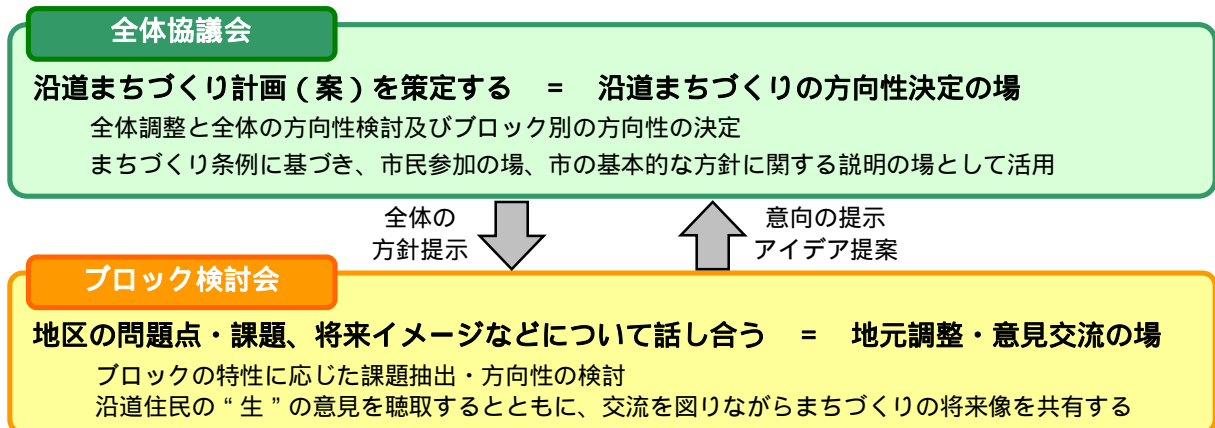 全体協議会
沿道まちづくり計画（案）を策定する　=　沿道まちづくりの方向性決定の場
全体調整と全体の方向性検討及びブロック別の方向性の決定
まちづくり条例に基づき、市民参加の場、市の基本的な方針に関する説明の場として活用
全体の
方針提示
意向の提示
アイデア提案
ブロック検討会
地区の問題点・課題、将来イメージなどについて話し合う　=　地元調整・意見交流の場
ブロックの特性に応じた課題抽出・方向性の検討
沿道住民の“生”の意見を聴取するとともに、交流を図りながらまちづくりの将来像を共有する